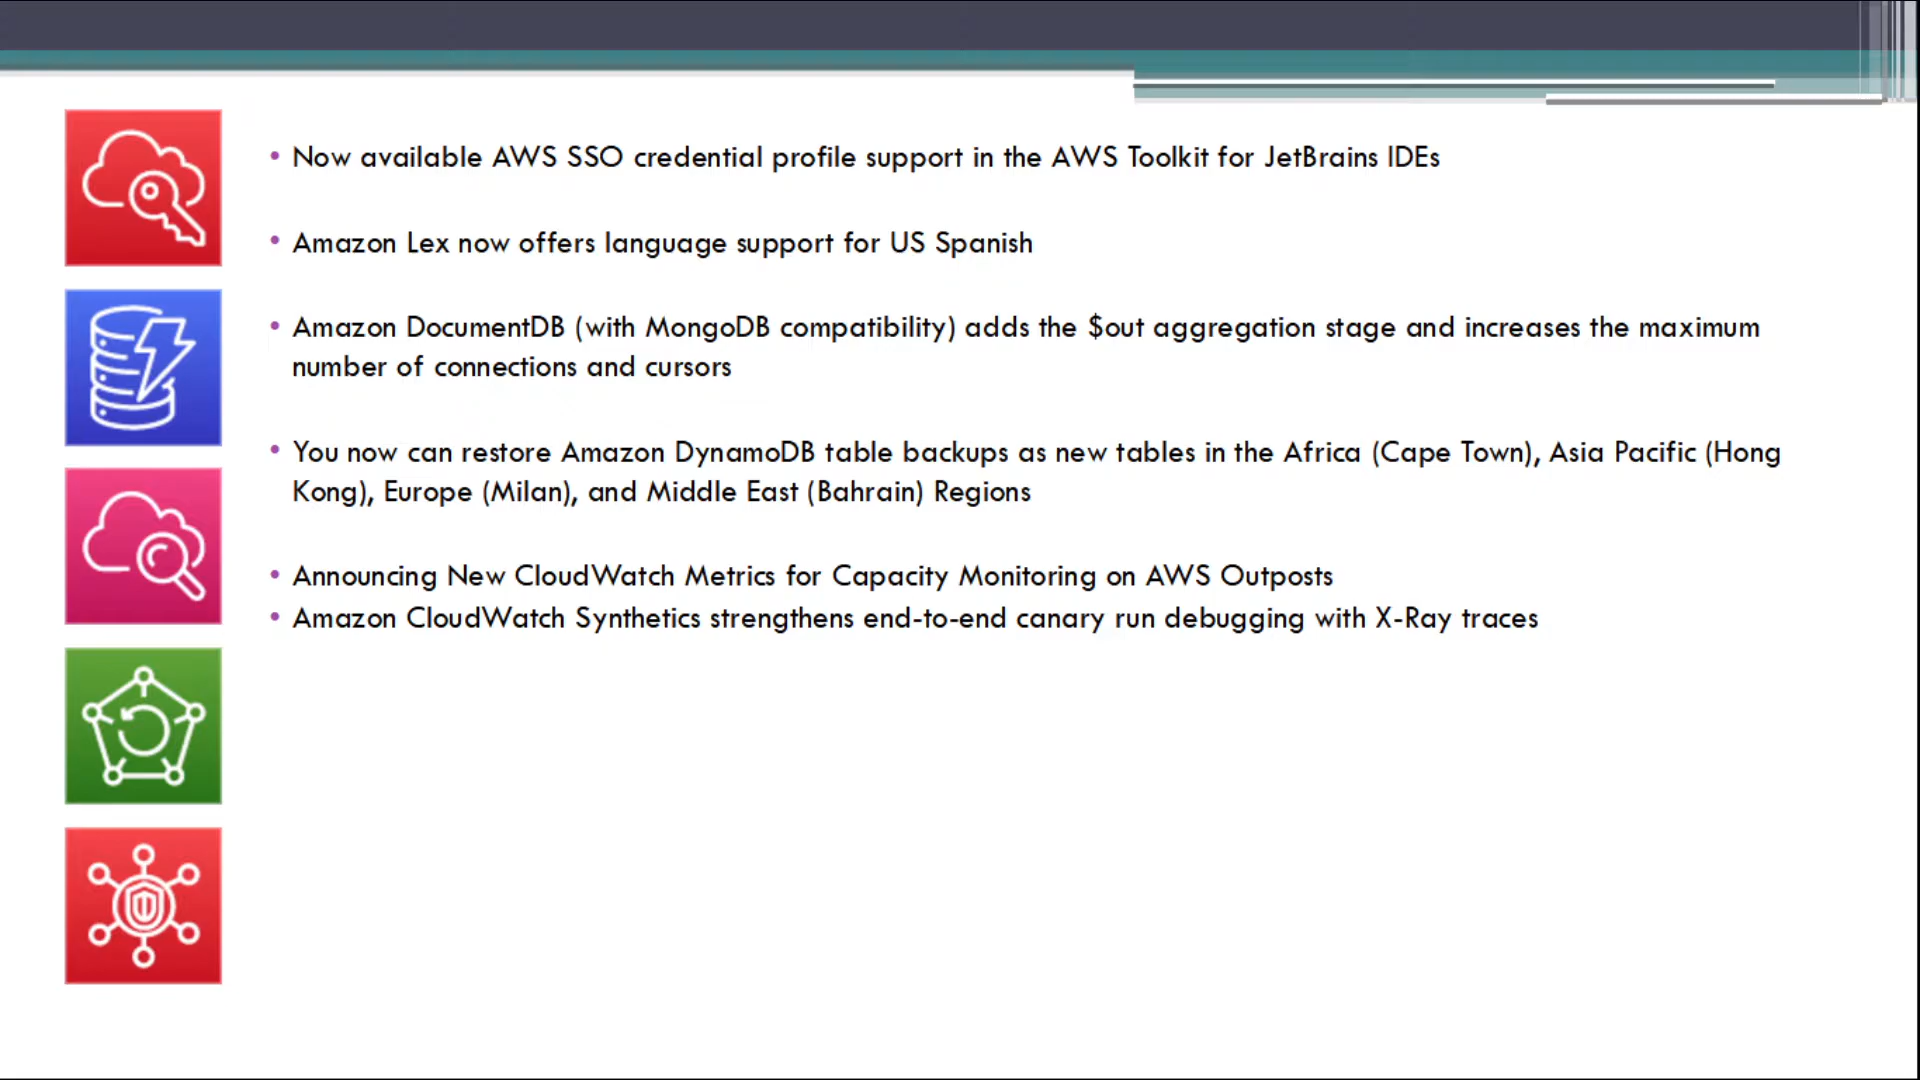 • Now available AWS SSO credential profile support in the AWS Toolkit for JetBrains IDEs
• Amazon Lex now offers language support for US Spanish
• Amazon DocumentDB (with MongoDB compatibility) adds the $out aggregation stage and increases the maximum
number of connections and cursors
• You now can restore Amazon DynamoDB table backups as new tables in the Africa (Cape Town), Asia Pacific (Hong
Kong), Europe (Milan), and Middle East (Bahrain) Regions
• Announcing New CloudWatch Metrics for Capacity Monitoring on AWS Outposts
• Amazon CloudWatch Synthetics strengthens end-to-end canary run debugging with X-Ray traces